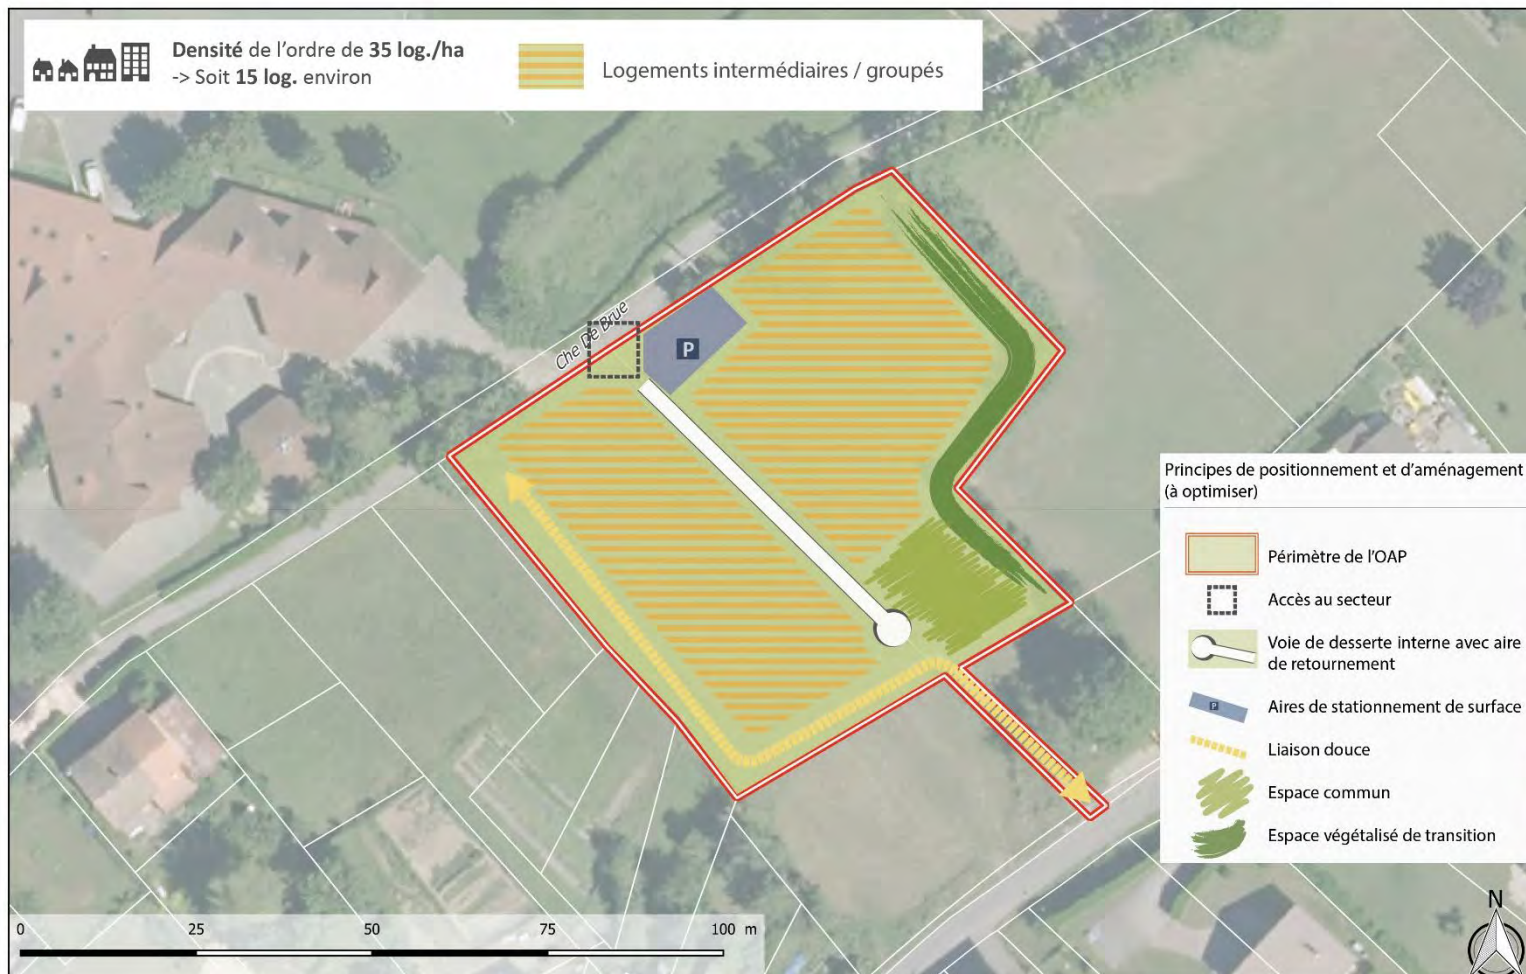 Densité de l'ordre de 35 log./ha
-> Soit 15 log. environ
Logements intermédiaires / groupés
Che De Brue
P
Principes de positionnement et d'aménagement
(à optimiser)
Périmètre de l'OAP
Accès au secteur
Voie de desserte interne avec aire
de retournement
P
Aires de stationnement de surface
Liaison douce
Espace commun
Espace végétalisé de transition
0 25 50 75 100 m
N